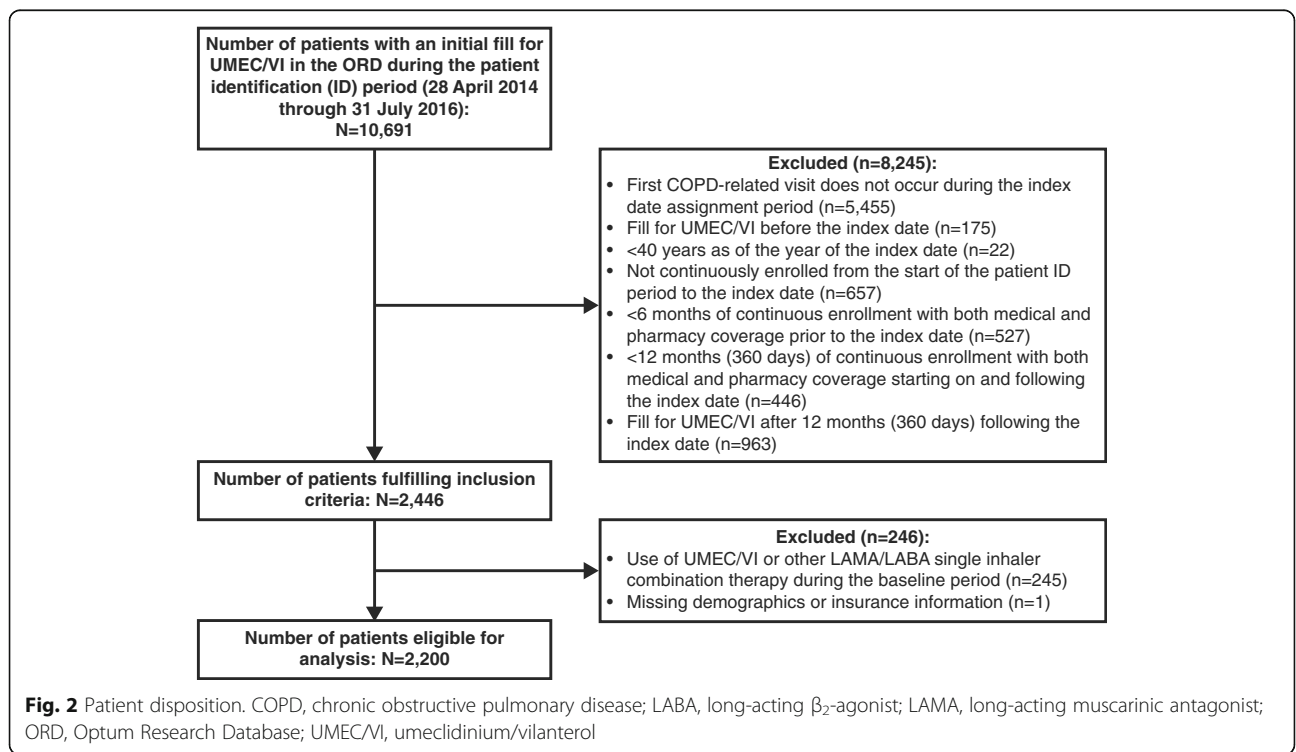 Number of patients with an initial fill for
UMEC/VI in the ORD during the patient
identification (ID) period (28 April 2014
through 31 July 2016):
N=10,691
Excluded (n=8,245):
• First COPD-related visit does not occur during the index
date assignment period (n=5,455)
• Fill for UMEC/VI before the index date (n=175)
• <40 years as of the year of the index date (n=22)
• Not continuously enrolled from the start of the patient ID
period to the index date (n=657)
• <6 months of continuous enrollment with both medical and
pharmacy coverage prior to the index date (n=527)
• <12 months (360 days) of continuous enrollment with both
medical and pharmacy coverage starting on and following
the index date (n=446)
• Fill for UMEC/VI after 12 months (360 days) following the
index date (n=963)
Number of patients fulfilling inclusion
criteria: N=2,446
Excluded (n=246):
• Use of UMEC/VI or other LAMA/LABA single inhaler
combination therapy during the baseline period (n=245)
• Missing demographics or insurance information (n=1)
Number of patients eligible for
analysis: N=2,200
Fig. 2 Patient disposition. COPD, chronic obstructive pulmonary disease; LABA, long-acting β₂-agonist; LAMA, long-acting muscarinic antagonist;
ORD, Optum Research Database; UMEC/VI, umeclidinium/vilanterol